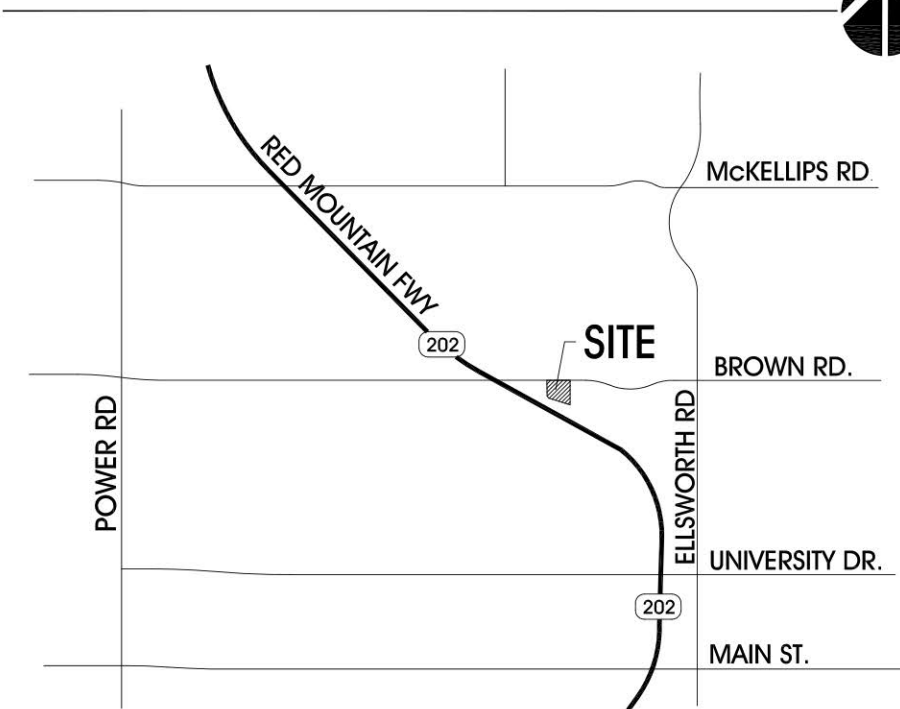 McKELLIPS RD.
RED MOUNTAIN FWY
202
SITE
BROWN RD.
POWER RD
ELLSWORTH RD
UNIVERSITY DR.
202
MAIN ST.